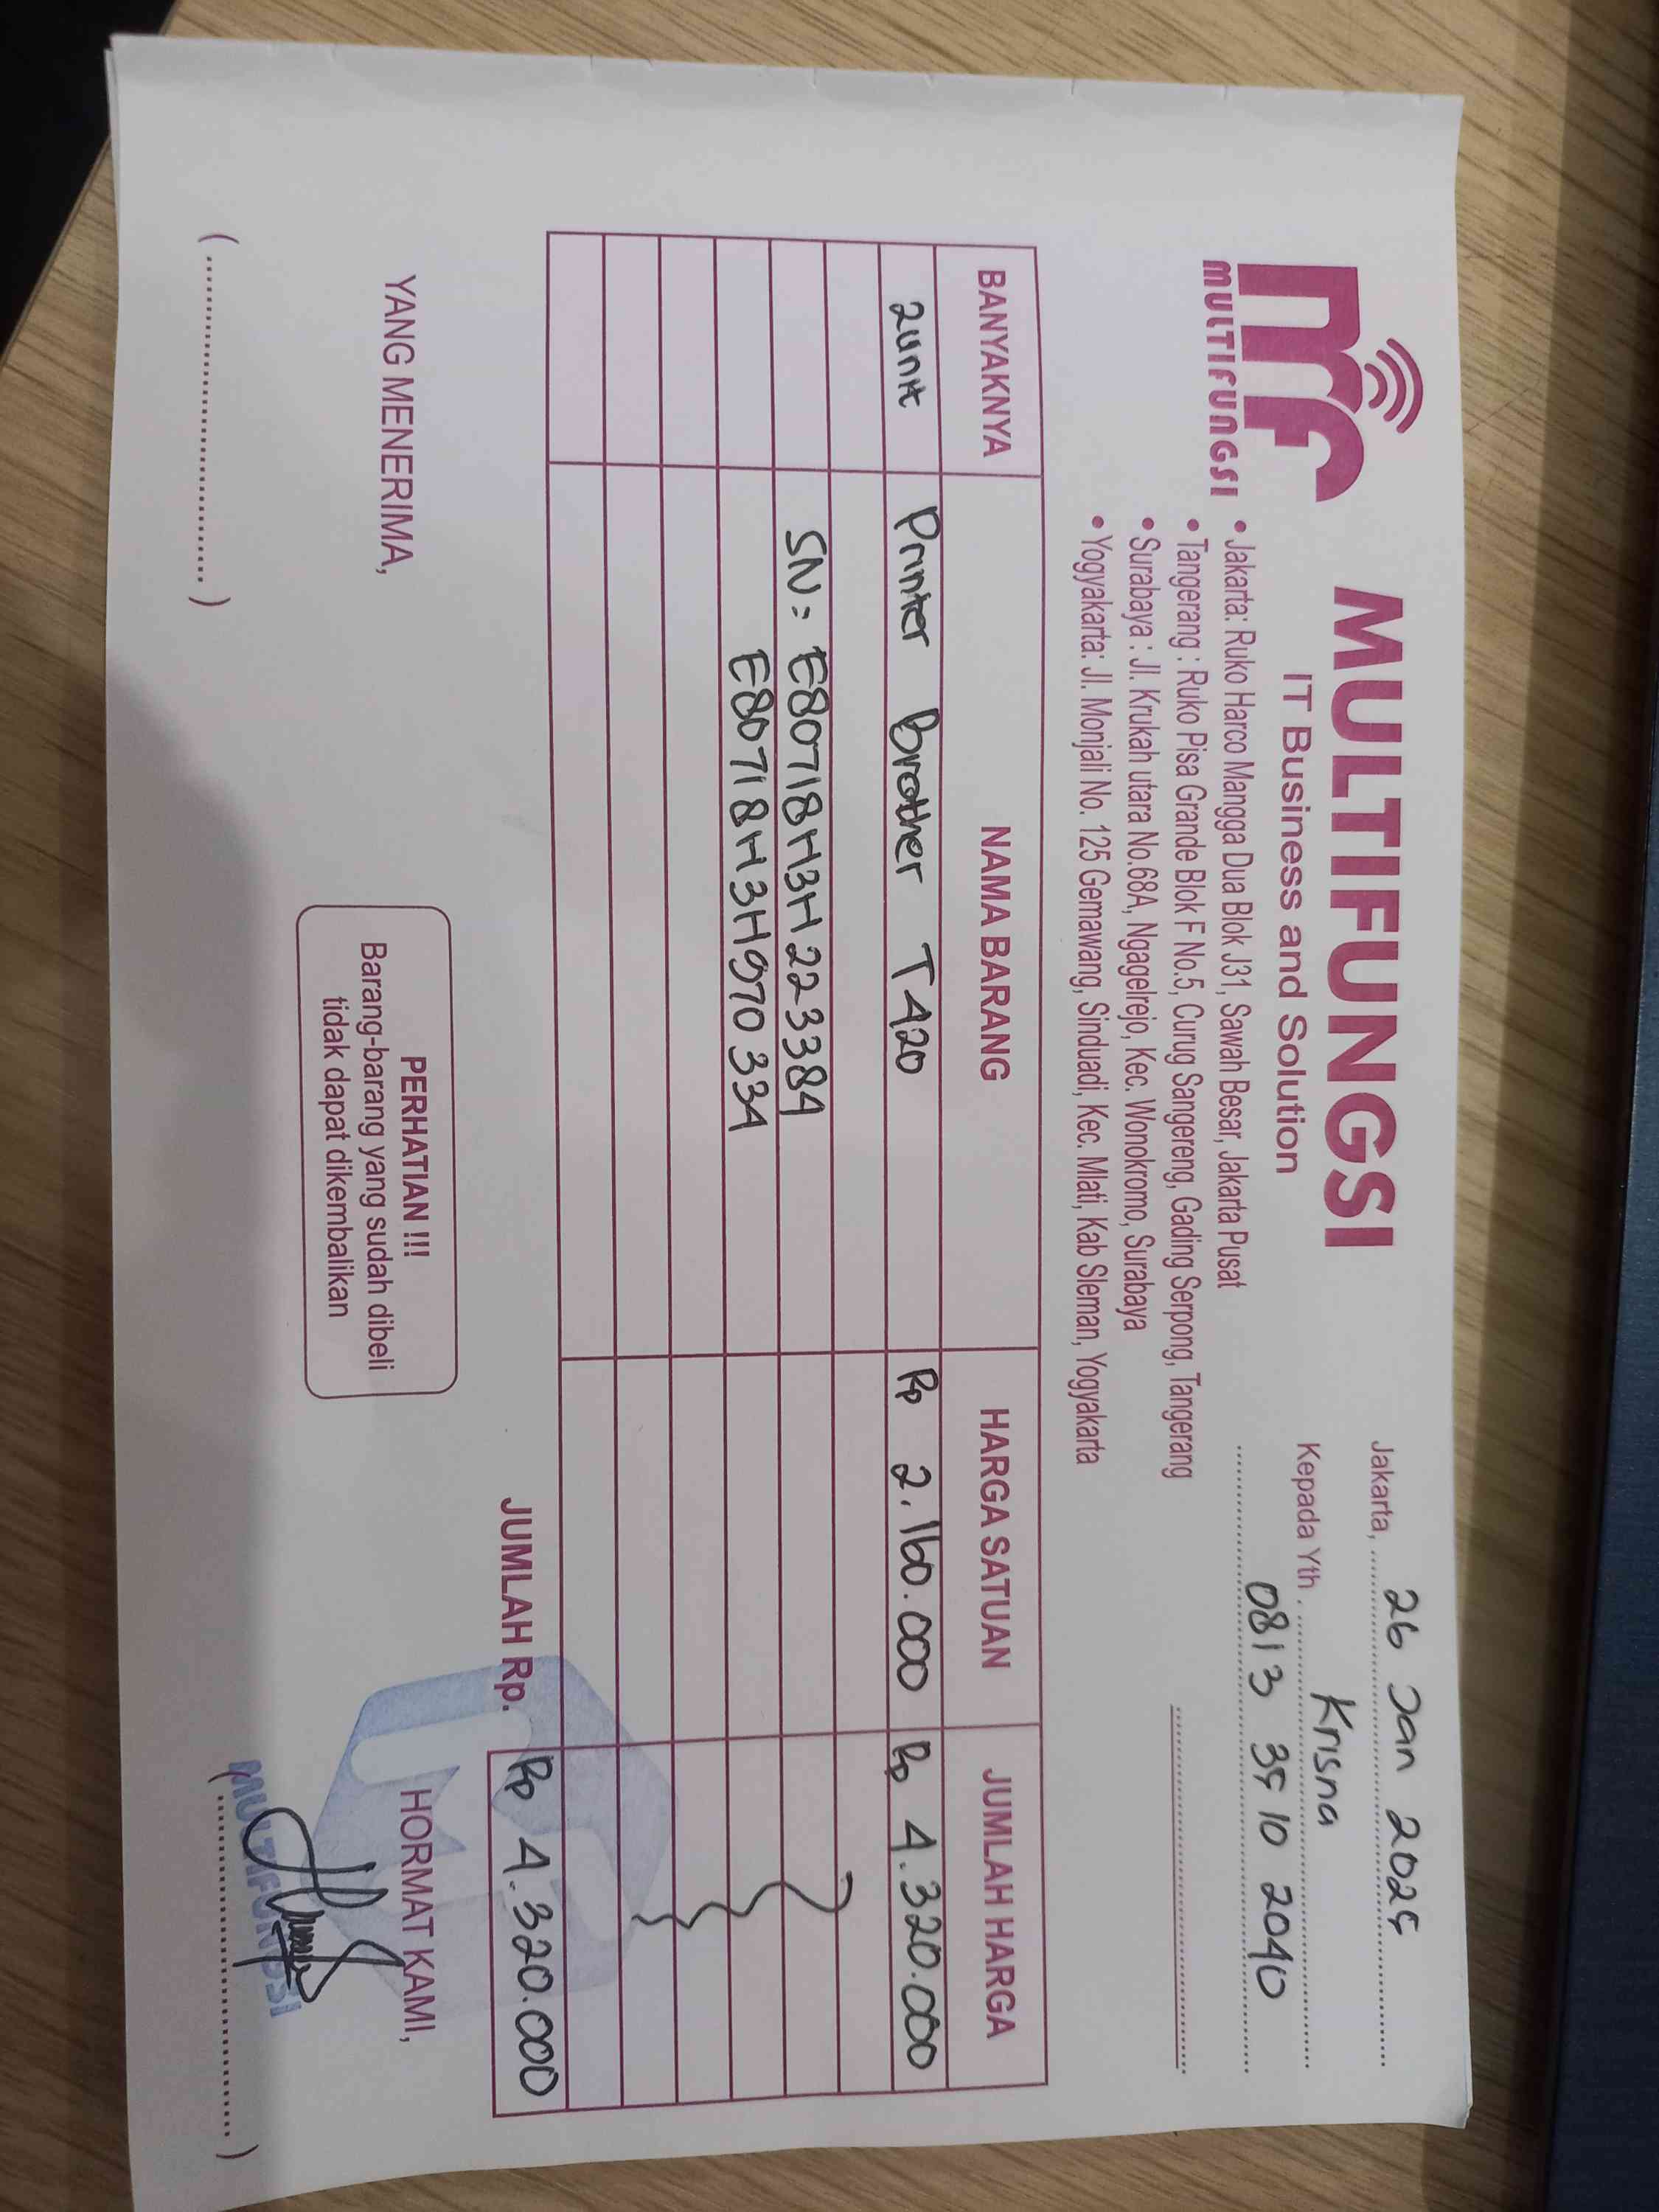 MULTIFUNGSI
MULTIFUNGSI
IT Business and Solution
• Jakarta: Ruko Harco Mangga Dua Blok J31, Sawah Besar, Jakarta Pusat
• Tangerang : Ruko Pisa Grande Blok F No.5, Curug Sangereng, Gading Serpong, Tangerang
• Surabaya : Jl. Krukah utara No.68A, Ngagelrejo, Kec. Wonokromo, Surabaya
• Yogyakarta: Jl. Monjali No. 125 Gemawang, Sinduadi, Kec. Mlati, Kab Sleman, Yogyakarta
Jakarta, 26 Jan 2025
Kepada Yth. Krisna
0813 3510 2040
BANYAKNYA NAMA BARANG HARGA SATUAN JUMLAH HARGA
2 unit Printer Brother T420 Rp 2.160.000 Rp 4.320.000
SN: E80718H3H223384
E80718H3H970334
JUMLAH Rp. Rp 4.320.000
YANG MENERIMA,
PERHATIAN !!!
Barang-barang yang sudah dibeli
tidak dapat dikembalikan
HORMAT KAMI,
MULTIFUNGSI